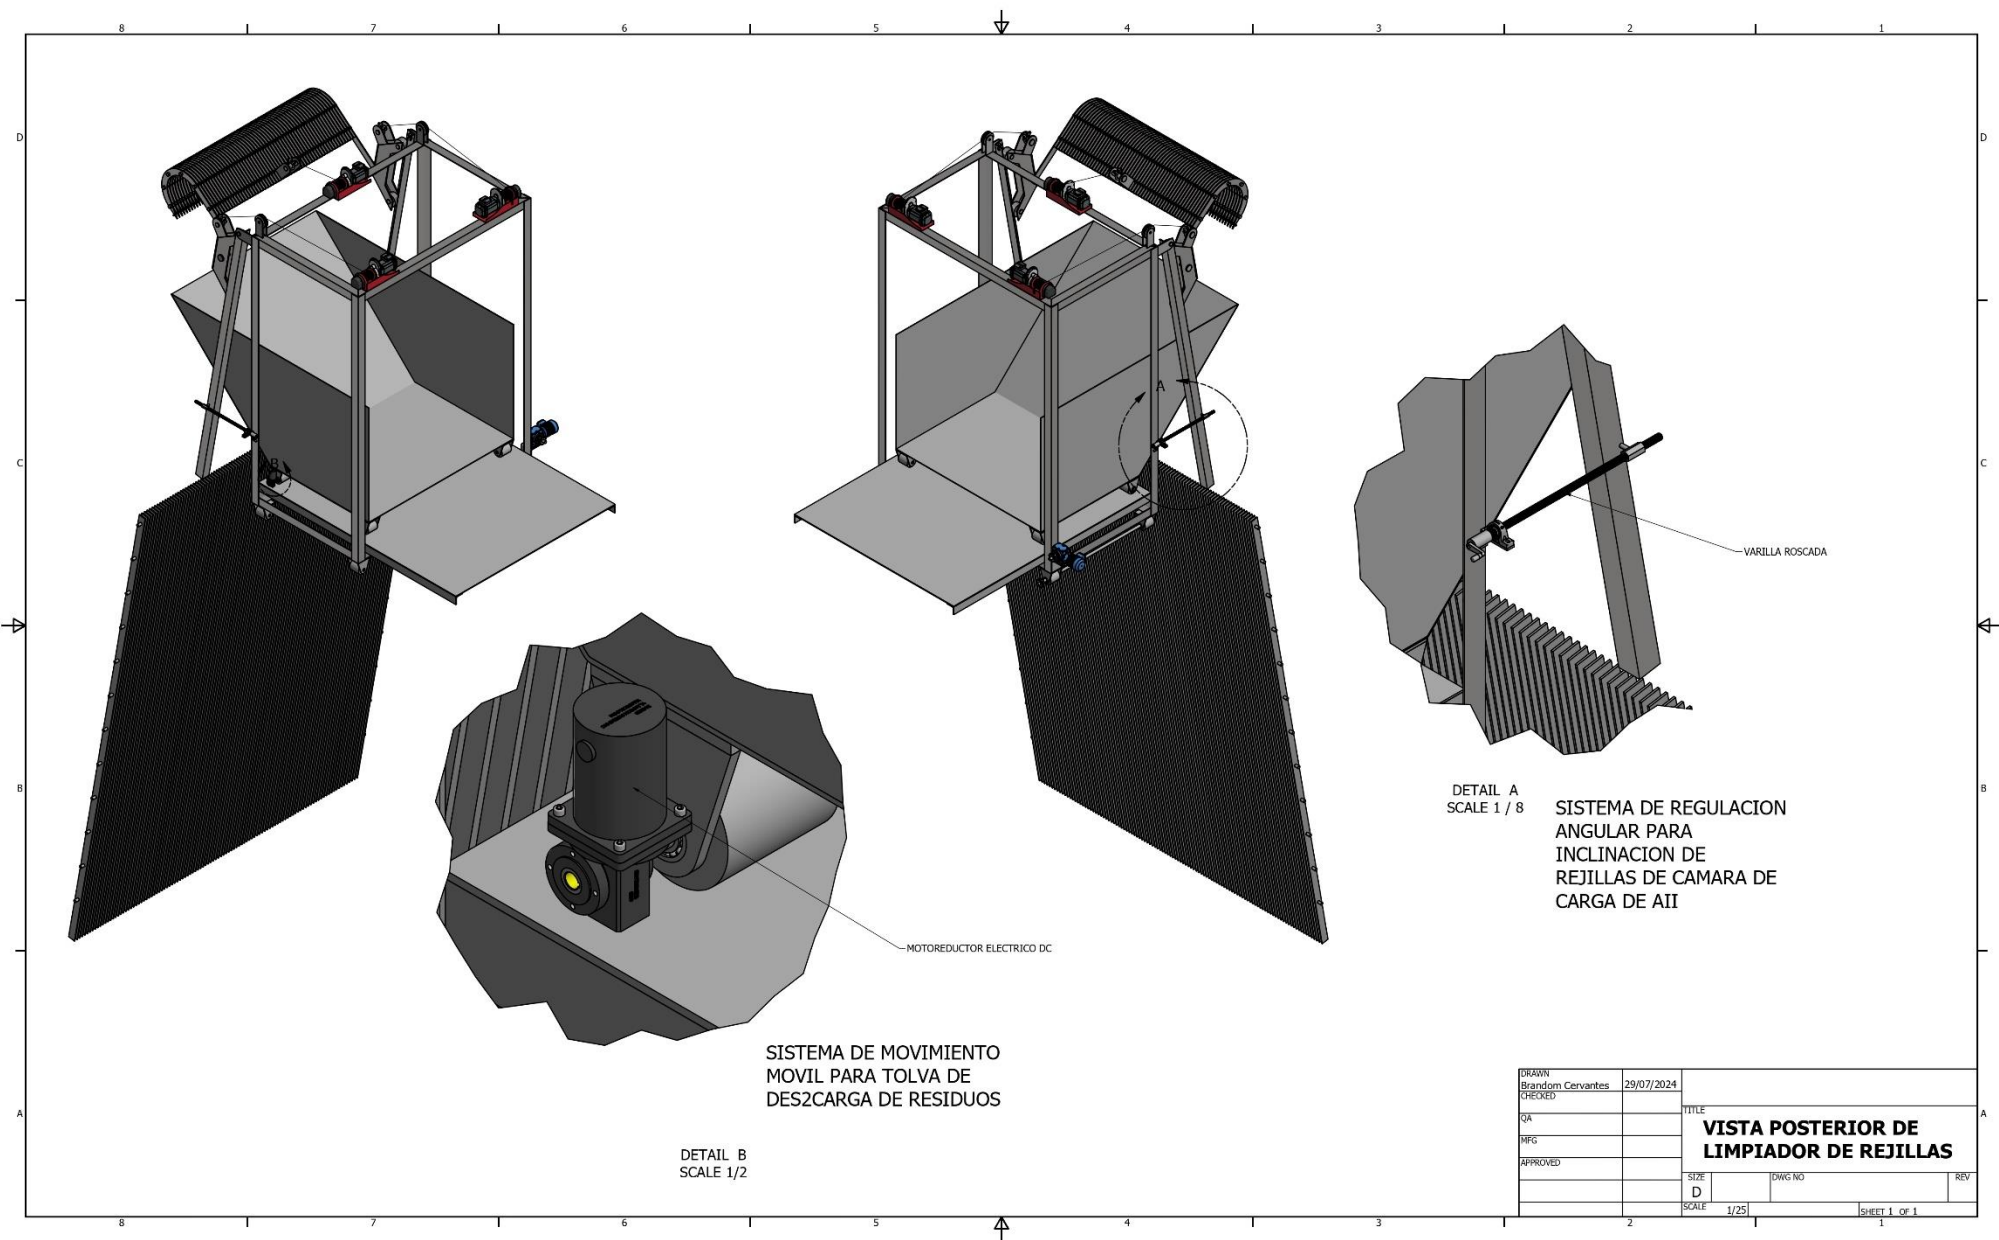 8 7 6 5 4 3 2 1
D
D
C
C
B
B
A
A
A
B
VARILLA ROSCADA
DETAIL A
SCALE 1 / 8
SISTEMA DE REGULACION
ANGULAR PARA
INCLINACION DE
REJILLAS DE CAMARA DE
CARGA DE AII
MOTOREDUCTOR ELECTRICO DC
SISTEMA DE MOVIMIENTO
MOVIL PARA TOLVA DE
DES2CARGA DE RESIDUOS
DETAIL B
SCALE 1/2
DRAWN
Brandom Cervantes 29/07/2024
CHECKED
QA
MFG
APPROVED
TITLE
VISTA POSTERIOR DE
LIMPIADOR DE REJILLAS
SIZE
D
DWG NO
REV
SCALE 1/25
SHEET 1 OF 1
8 7 6 5 4 3 2 1